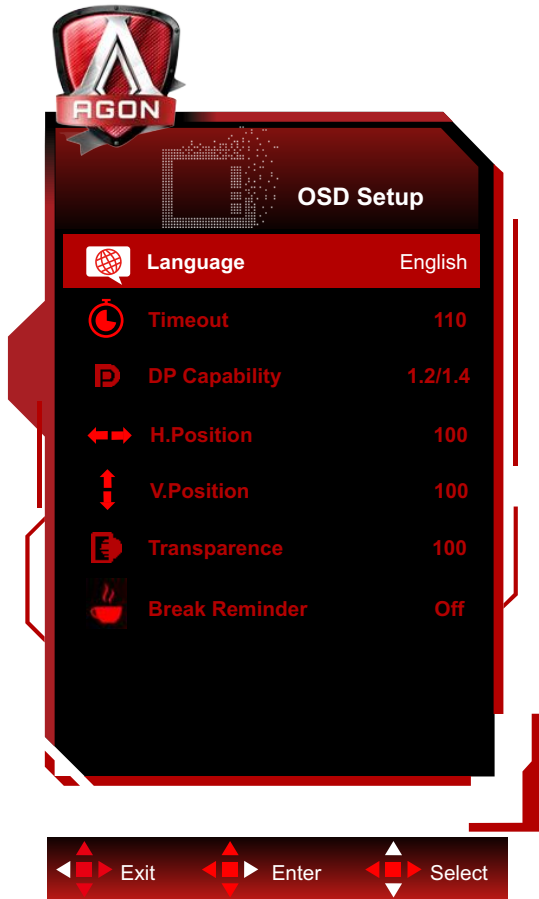 AGON
OSD Setup
Language English
Timeout 110
DP Capability 1.2/1.4
H.Position 100
V.Position 100
Transparence 100
Break Reminder Off
Exit Enter Select